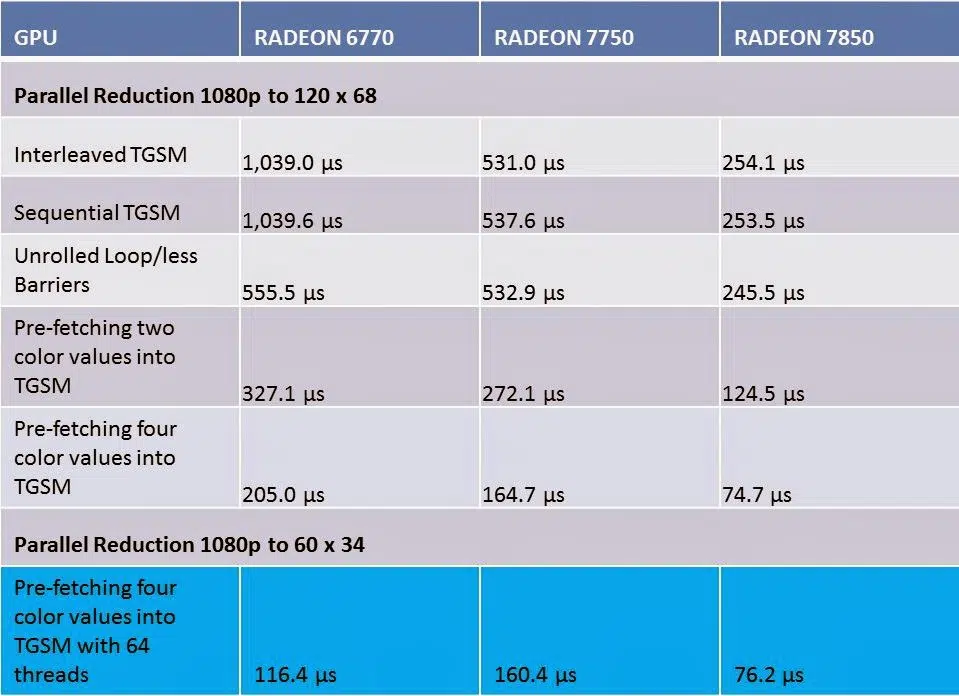 GPU RADEON 6770 RADEON 7750 RADEON 7850
Parallel Reduction 1080p to 120 x 68
Interleaved TGSM 1,039.0 µs 531.0 µs 254.1 µs
Sequential TGSM 1,039.6 µs 537.6 µs 253.5 µs
Unrolled Loop/less
Barriers 555.5 µs 532.9 µs 245.5 µs
Pre-fetching two
color values into
TGSM 327.1 µs 272.1 µs 124.5 µs
Pre-fetching four
color values into
TGSM 205.0 µs 164.7 µs 74.7 µs
Parallel Reduction 1080p to 60 x 34
Pre-fetching four
color values into
TGSM with 64
threads 116.4 µs 160.4 µs 76.2 µs